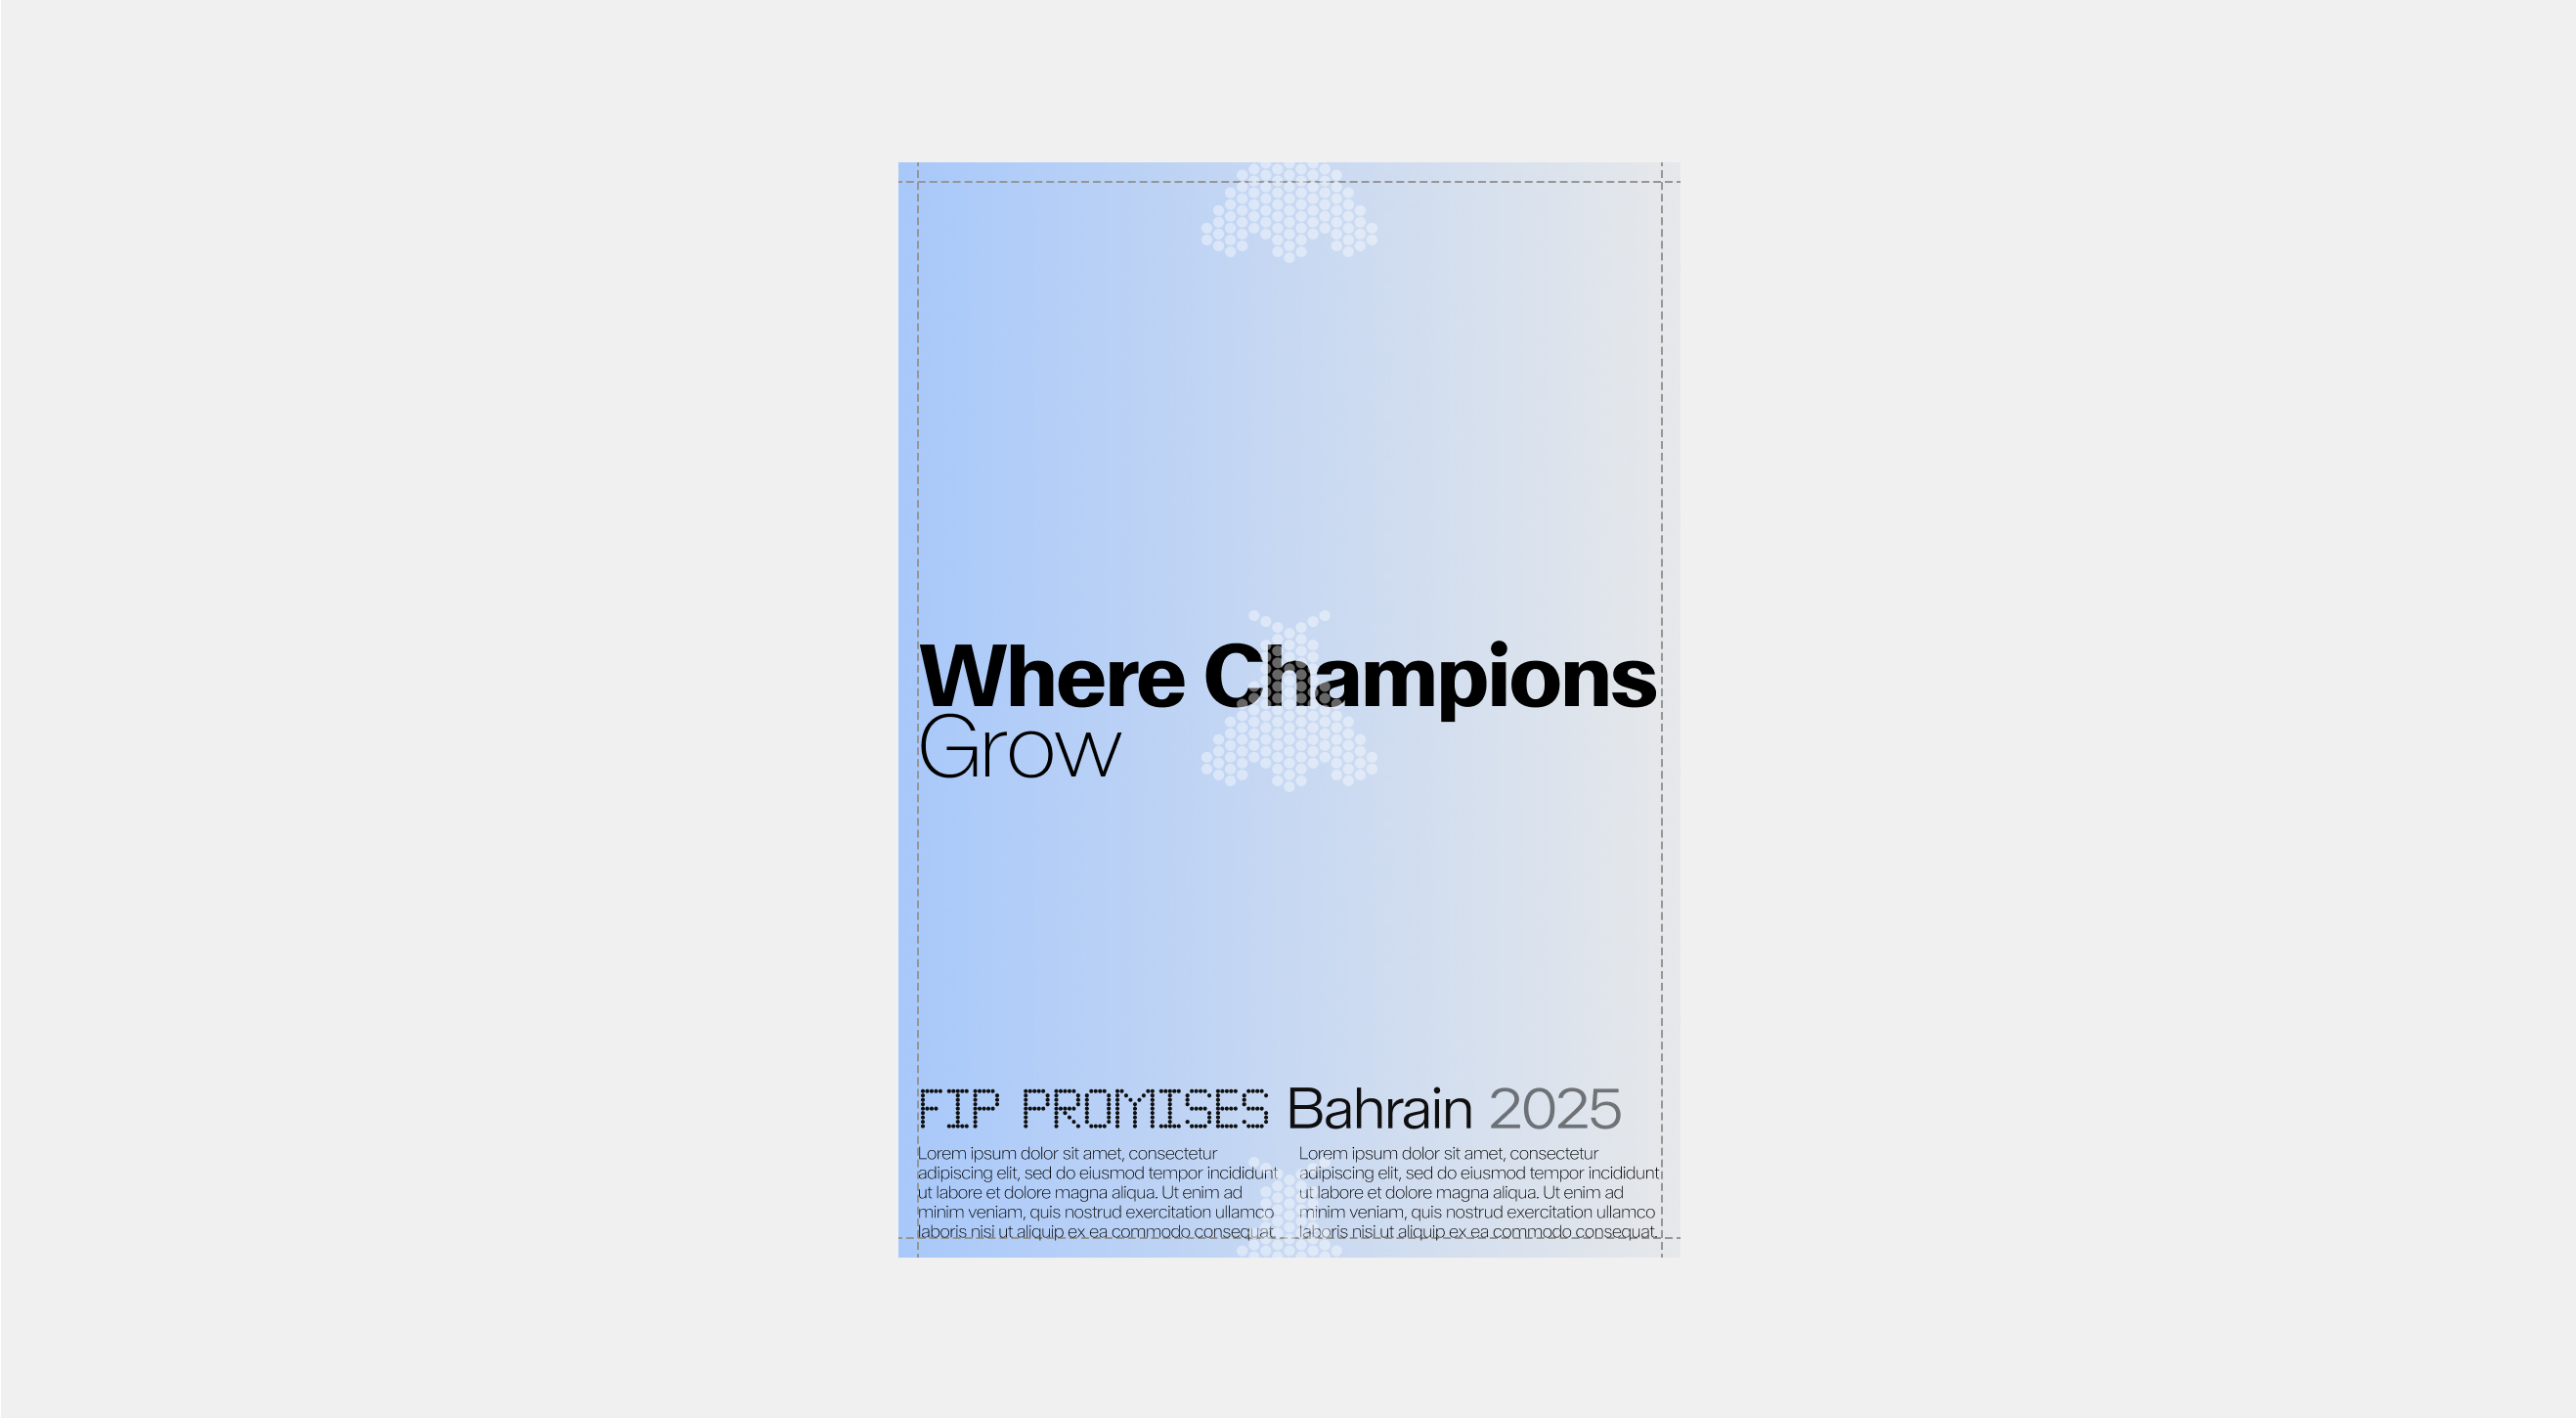 Where Champions
Grow
FIP PROMISES Bahrain 2025
Lorem ipsum dolor sit amet, consectetur
adipiscing elit, sed do eiusmod tempor incididunt
ut labore et dolore magna aliqua. Ut enim ad
minim veniam, quis nostrud exercitation ullamco
laboris nisi ut aliquip ex ea commodo consequat.
Lorem ipsum dolor sit amet, consectetur
adipiscing elit, sed do eiusmod tempor incididunt
ut labore et dolore magna aliqua. Ut enim ad
minim veniam, quis nostrud exercitation ullamco
laboris nisi ut aliquip ex ea commodo consequat.